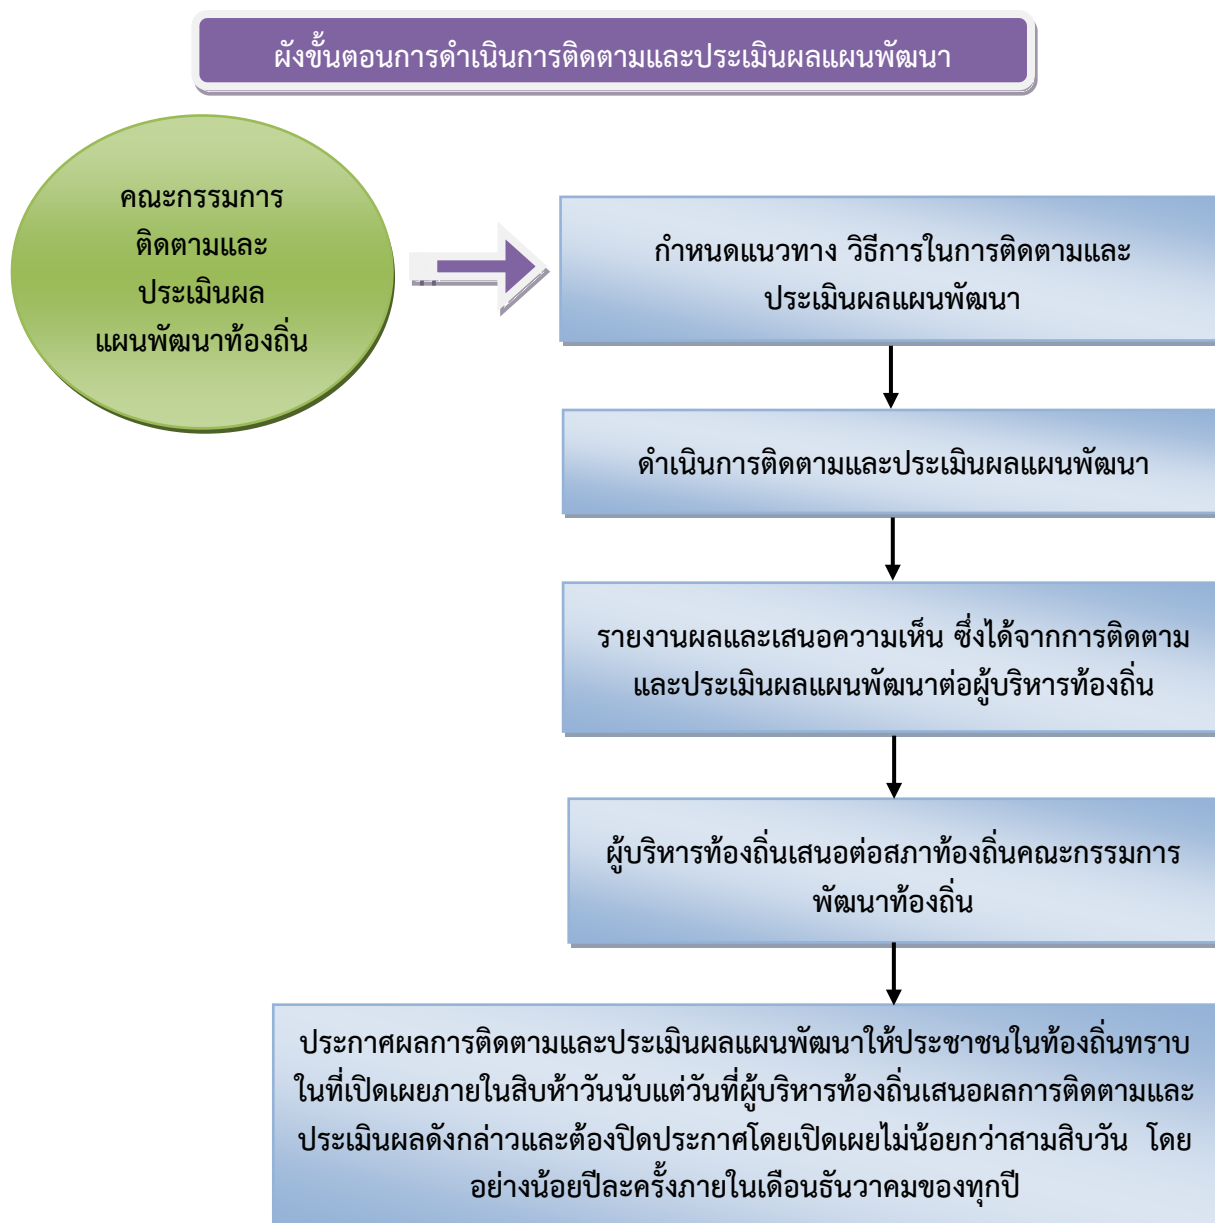 ผังขั้นตอนการดำเนินการติดตามและประเมินผลแผนพัฒนา
คณะกรรมการ
ติดตามและ
ประเมินผล
แผนพัฒนาท้องถิ่น
กำหนดแนวทาง วิธีการในการติดตามและ
ประเมินผลแผนพัฒนา
ดำเนินการติดตามและประเมินผลแผนพัฒนา
รายงานผลและเสนอความเห็น ซึ่งได้จากการติดตาม
และประเมินผลแผนพัฒนาต่อผู้บริหารท้องถิ่น
ผู้บริหารท้องถิ่นเสนอต่อสภาท้องถิ่นคณะกรรมการ
พัฒนาท้องถิ่น
ประกาศผลการติดตามและประเมินผลแผนพัฒนาให้ประชาชนในท้องถิ่นทราบ
ในที่เปิดเผยภายในสิบห้าวันนับแต่วันที่ผู้บริหารท้องถิ่นเสนอผลการติดตามและ
ประเมินผลดังกล่าวและต้องปิดประกาศโดยเปิดเผยไม่น้อยกว่าสามสิบวัน โดย
อย่างน้อยปีละครั้งภายในเดือนธันวาคมของทุกปี